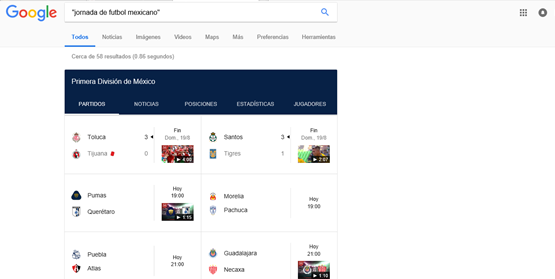 Google "jornada de futbol mexicano"
Todos Noticias Imágenes Videos Maps Más Preferencias Herramientas
Cerca de 58 resultados (0.86 segundos)
Primera División de México
PARTIDOS NOTICIAS POSICIONES ESTADÍSTICAS JUGADORES
Toluca 3
Tijuana 0
Fin
Dom., 19/8
4:00
Santos 3
Tigres 1
Fin
Dom., 19/8
2:07
Pumas
Querétaro
Hoy
19:00
1:15
Morelia
Pachuca
Hoy
19:00
Puebla
Atlas
Hoy
21:00
Guadalajara
Necaxa
Hoy
21:00
1:10